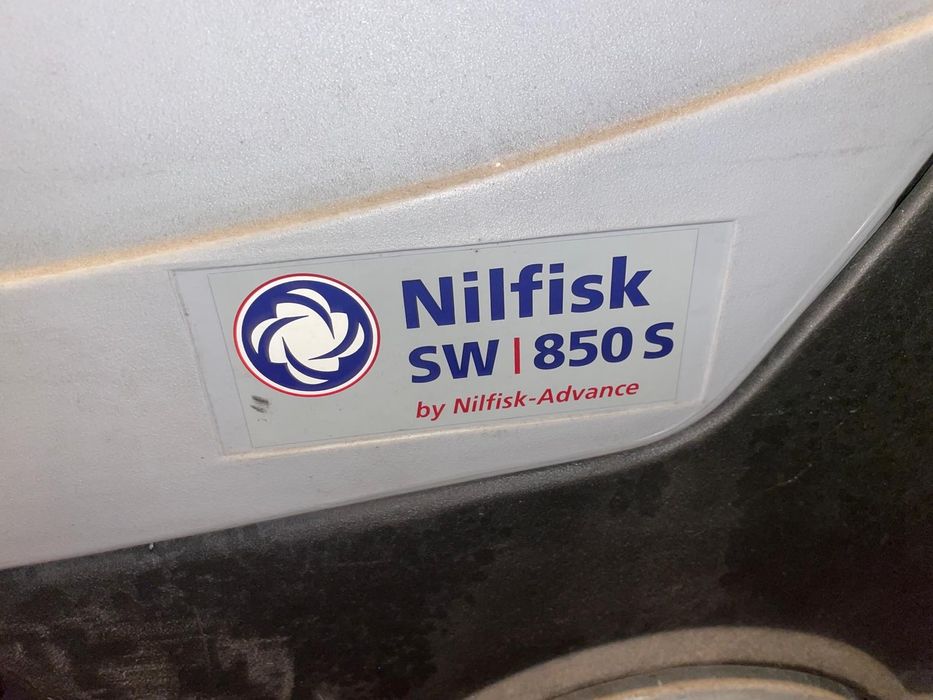 Nilfisk
SW | 850 S
by Nilfisk-Advance